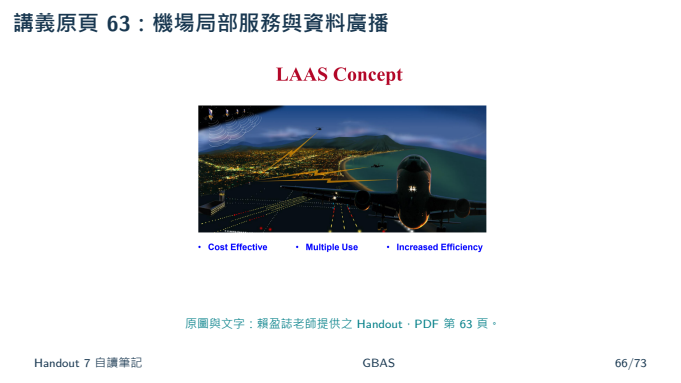 講義原頁 63：機場局部服務與資料廣播
LAAS Concept
• Cost Effective • Multiple Use • Increased Efficiency
原圖與文字：賴盈誌老師提供之 Handout，PDF 第 63 頁。
Handout 7 自讀筆記 GBAS 66/73